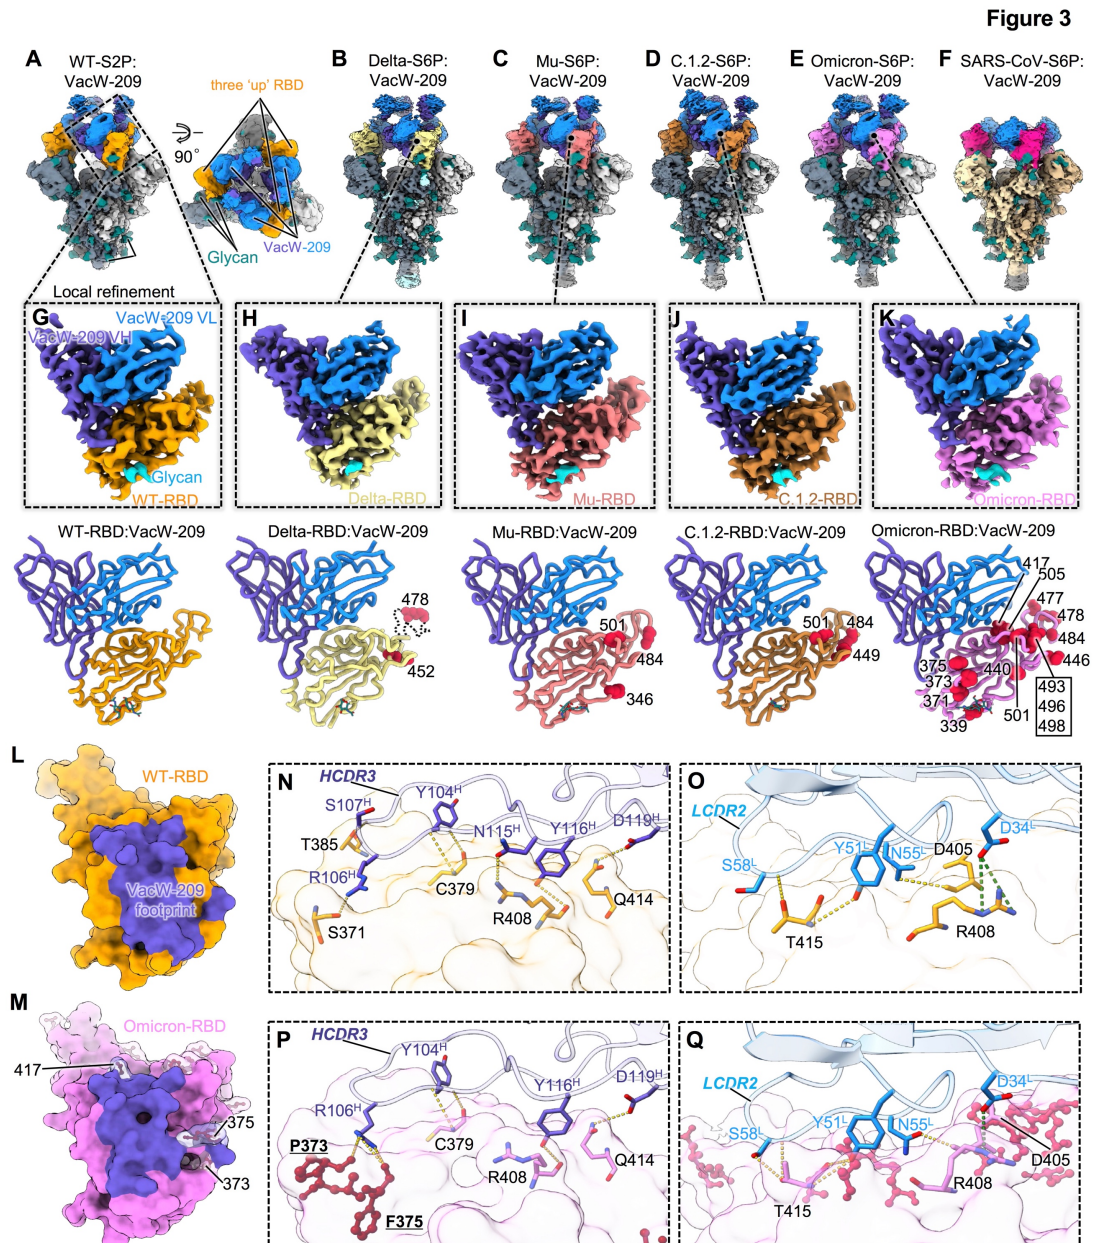 Figure 3
A
WT-S2P:
VacW-209
three ‘up’ RBD
90°
Glycan
VacW-209
B
Delta-S6P:
VacW-209
C
Mu-S6P:
VacW-209
D
C.1.2-S6P:
VacW-209
E
Omicron-S6P:
VacW-209
F
SARS-CoV-S6P:
VacW-209
Local refinement
G
VacW-209 VL
VacW-209 VH
Glycan
WT-RBD
H
Delta-RBD
I
Mu-RBD
J
C.1.2-RBD
K
Omicron-RBD
WT-RBD:VacW-209
Delta-RBD:VacW-209
478
452
Mu-RBD:VacW-209
501
484
346
C.1.2-RBD:VacW-209
501
484
449
Omicron-RBD:VacW-209
417
505
477
478
484
446
375
373
440
371
339
501
493
496
498
L
WT-RBD
VacW-209
footprint
M
Omicron-RBD
417
375
373
N
HCDR3
Y104H
S107H
T385
N115H
Y116H
D119H
R106H
C379
Q414
R408
S371
O
LCDR2
D34L
Y51L
N55L
D405
S58L
R408
T415
P
HCDR3
Y104H
Y116H
D119H
R106H
C379
P373
Q414
R408
F375
Q
LCDR2
D34L
Y51L
N55L
S58L
D405
R408
T415